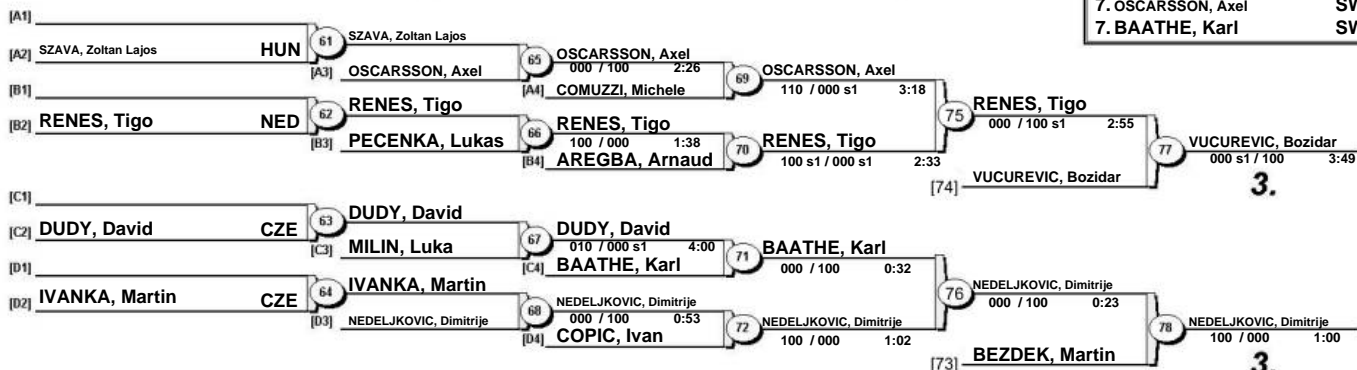 7. OSCARSSON, Axel SW
7. BAATHE, Karl SW
[A1]
[A2] SZAVA, Zoltan Lajos HUN
61
SZAVA, Zoltan Lajos
[A3] OSCARSSON, Axel
65
OSCARSSON, Axel
000 / 100 2:26
[A4] COMUZZI, Michele
69
OSCARSSON, Axel
110 / 000 s1 3:18
[B1]
[B2] RENES, Tigo NED
62
RENES, Tigo
[B3] PECENKA, Lukas
66
RENES, Tigo
100 / 000 1:38
[B4] AREGBA, Arnaud
70
RENES, Tigo
100 s1 / 000 s1 2:33
75
RENES, Tigo
000 / 100 s1 2:55
[74] VUCUREVIC, Bozidar
77
VUCUREVIC, Bozidar
000 s1 / 100 3:49
3.
[C1]
[C2] DUDY, David CZE
63
DUDY, David
[C3] MILIN, Luka
67
DUDY, David
010 / 000 s1 4:00
[C4] BAATHE, Karl
71
BAATHE, Karl
000 / 100 0:32
[D1]
[D2] IVANKA, Martin CZE
64
IVANKA, Martin
[D3] NEDELJKOVIC, Dimitrije
68
NEDELJKOVIC, Dimitrije
000 / 100 0:53
[D4] COPIC, Ivan
72
NEDELJKOVIC, Dimitrije
100 / 000 1:02
76
NEDELJKOVIC, Dimitrije
000 / 100 0:23
[73] BEZDEK, Martin
78
NEDELJKOVIC, Dimitrije
100 / 000 1:00
3.